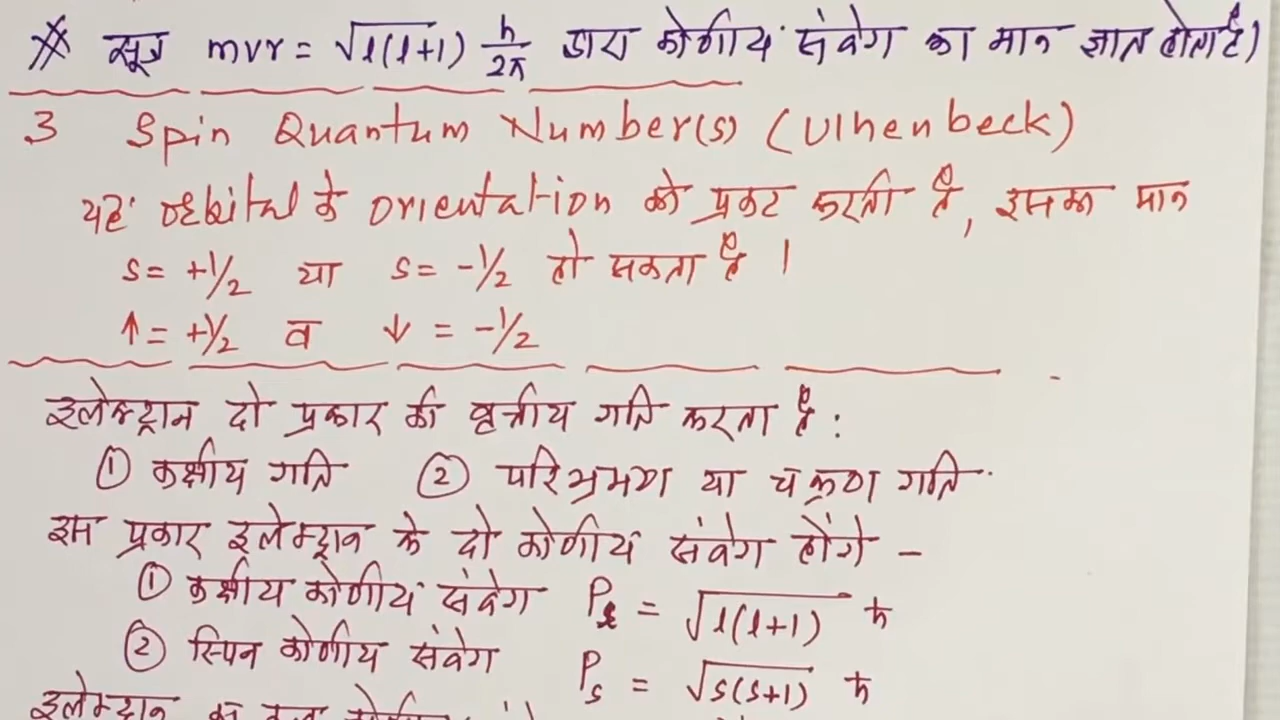 ※ सूत्र mvr = √l(l+1) h/2π द्वारा कोणीय संवेग का मान ज्ञात होता है।
3 Spin Quantum Number(s) (Ulhenbeck)
यह orbital के orientation को प्रकट करती है, इसका मान
s = +1/2 या s = -1/2 हो सकता है ।
↑ = +1/2 व ↓ = -1/2
इलेक्ट्रान दो प्रकार की वृत्तीय गति करता है :
① कक्षीय गति ② परिभ्रमण या चक्रण गति
इस प्रकार इलेक्ट्रान के दो कोणीय संवेग होंगे -
① कक्षीय कोणीय संवेग Pl = √l(l+1) ħ
② स्पिन कोणीय संवेग Ps = √s(s+1) ħ
इलेक्ट्रान का